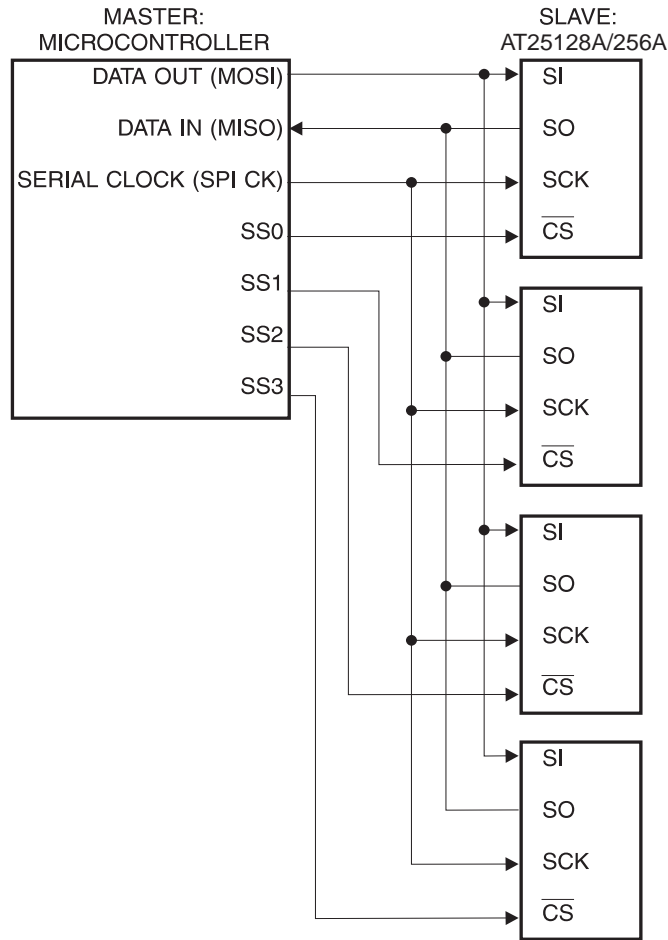 MASTER:
MICROCONTROLLER
DATA OUT (MOSI)
DATA IN (MISO)
SERIAL CLOCK (SPI CK)
SS0
SS1
SS2
SS3
SLAVE:
AT25128A/256A
SI
SO
SCK
CS
SI
SO
SCK
CS
SI
SO
SCK
CS
SI
SO
SCK
CS